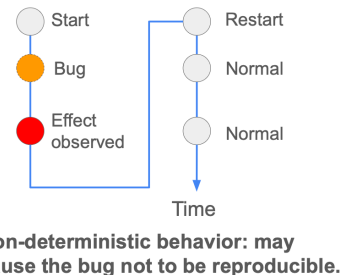 Start
Bug
Effect
observed
Restart
Normal
Normal
Time
on-deterministic behavior: may
use the bug not to be reproducible.